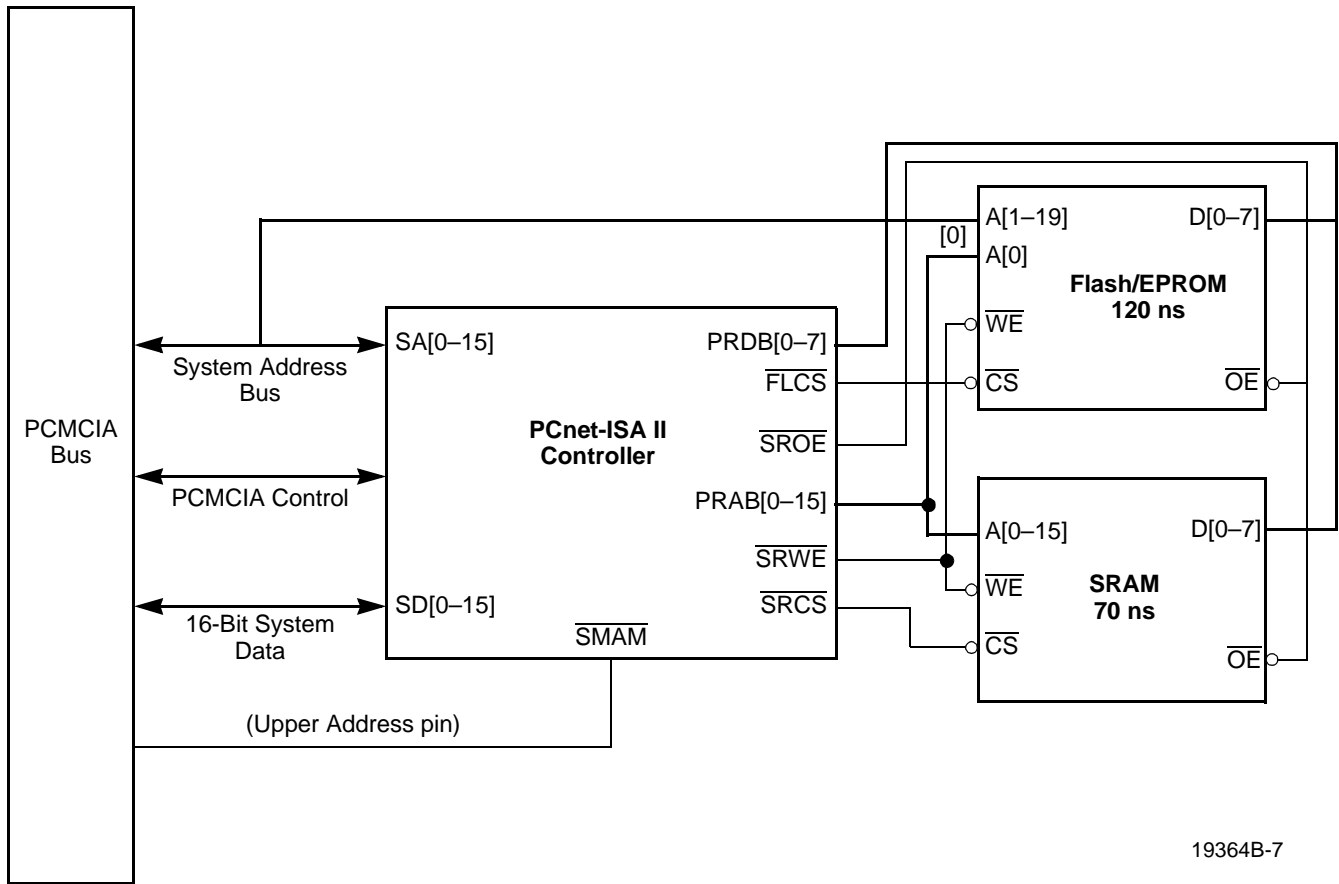 PCMCIA
Bus
System Address
Bus
PCMCIA Control
16-Bit System
Data
(Upper Address pin)
SA[0–15]
SD[0–15]
PCnet-ISA II
Controller
SMAM
PRDB[0–7]
FLCS
SROE
PRAB[0–15]
SRWE
SRCS
[0]
A[1–19]
A[0]
WE
CS
D[0–7]
Flash/EPROM
120 ns
OE
A[0–15]
WE
CS
D[0–7]
SRAM
70 ns
OE
19364B-7